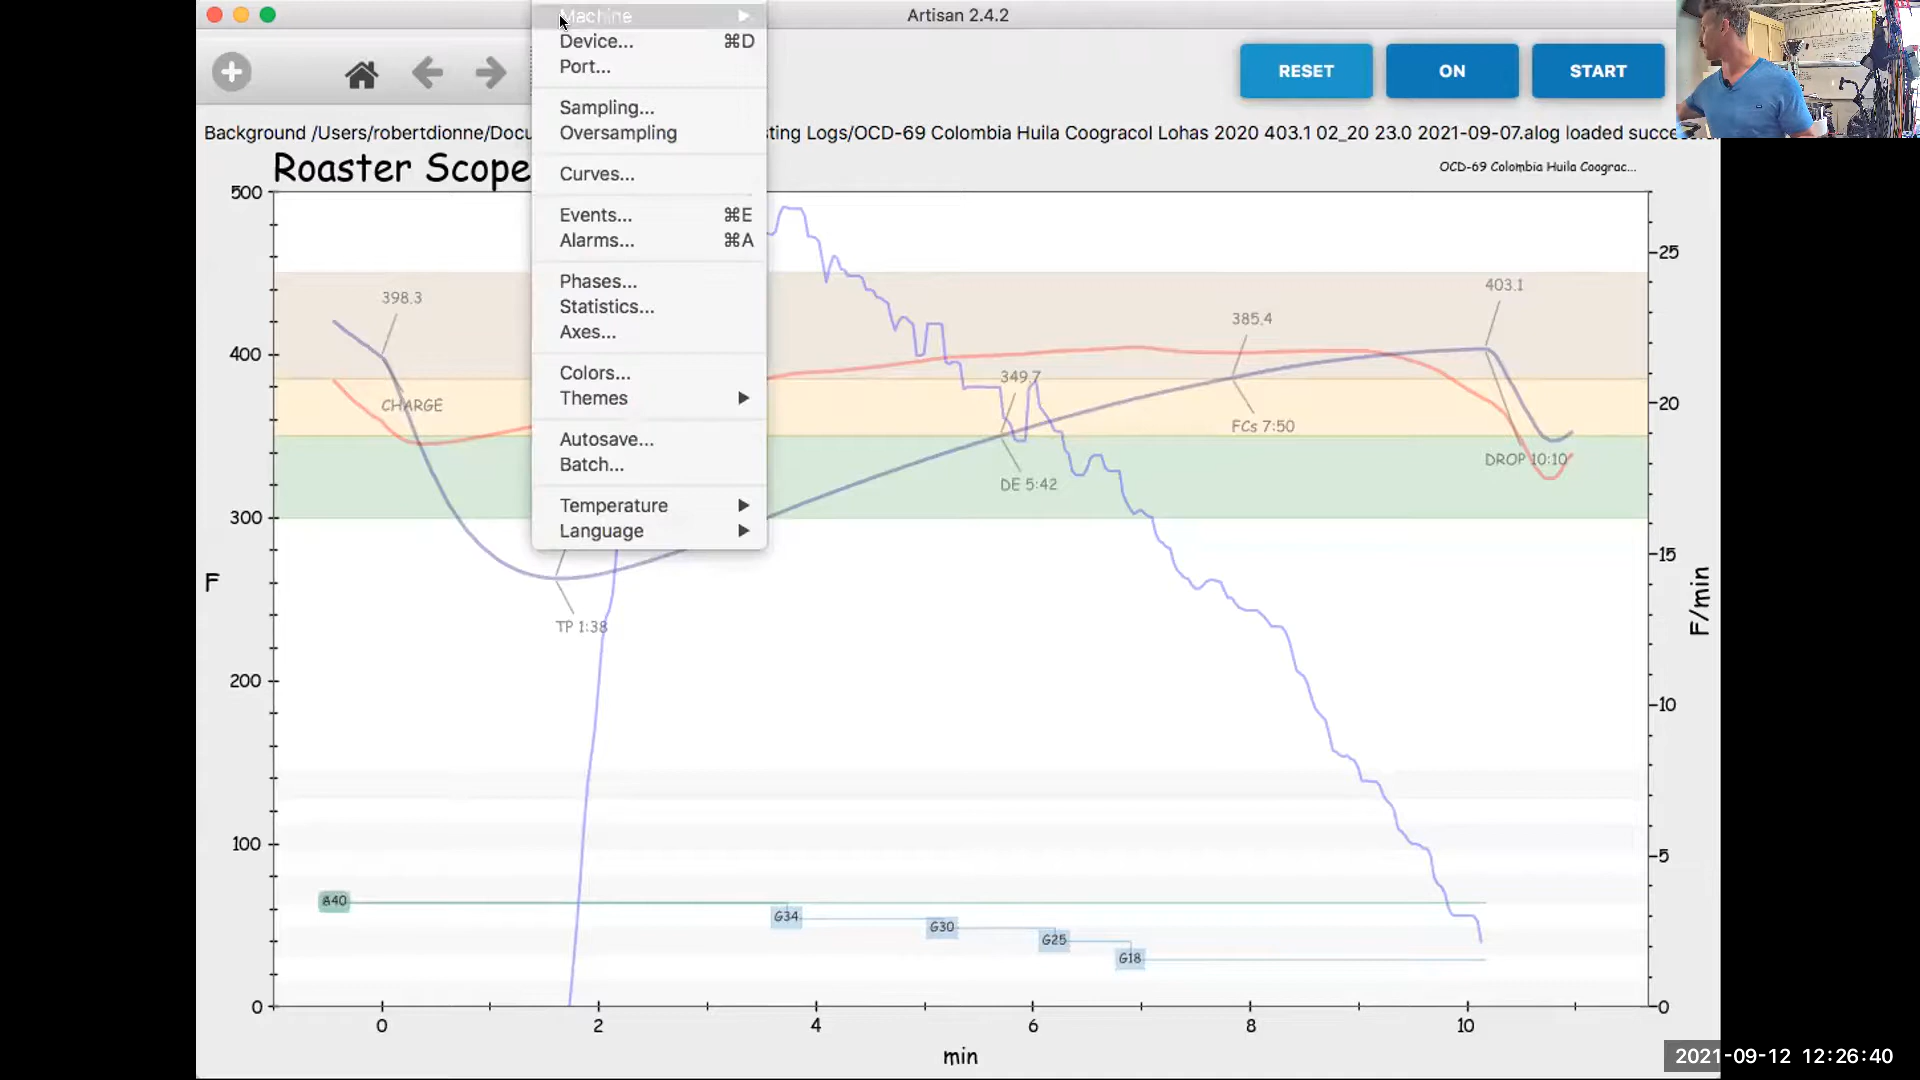 Artisan 2.4.2
Machine
Device... ⌘D
Port...
Sampling...
Oversampling
Curves...
Events... ⌘E
Alarms... ⌘A
Phases...
Statistics...
Axes...
Colors...
Themes
Autosave...
Batch...
Temperature
Language
RESET
ON
START
Background /Users/robertdionne/Docu
sting Logs/OCD-69 Colombia Huila Coogracol Lohas 2020 403.1 02_20 23.0 2021-09-07.alog loaded succe
Roaster Scope
OCD-69 Colombia Huila Coograc...
500
400
300
200
100
0
F
25
20
15
10
5
0
F/min
398.3
CHARGE
TP 1:38
349.7
DE 5:42
385.4
FCs 7:50
403.1
DROP 10:10
G34
G30
G25
G18
0
2
4
6
8
10
min
2021-09-12 12:26:40